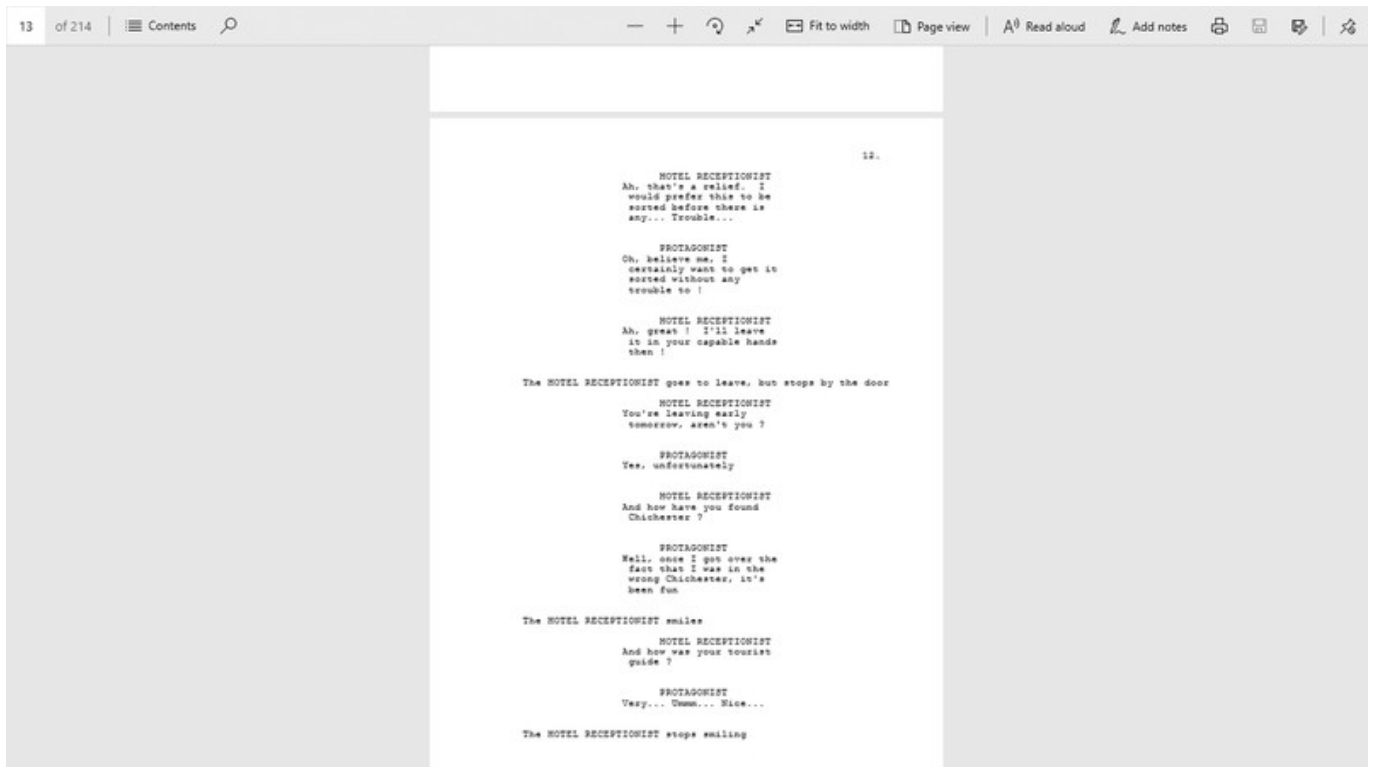 13 of 214 Contents Fit to width Page view Read aloud Add notes
12.
HOTEL RECEPTIONIST
Ah, that's a relief. I
would prefer this to be
sorted before there is
any... Trouble...
PROTAGONIST
Oh, believe me, I
certainly want to get it
sorted without any
trouble to !
HOTEL RECEPTIONIST
Ah, great ! I'll leave
it in your capable hands
then !
The HOTEL RECEPTIONIST goes to leave, but stops by the door
HOTEL RECEPTIONIST
You're leaving early
tomorrow, aren't you ?
PROTAGONIST
Yes, unfortunately
HOTEL RECEPTIONIST
And how have you found
Chichester ?
PROTAGONIST
Well, once I got over the
fact that I was in the
wrong Chichester, it's
been fun
The HOTEL RECEPTIONIST smiles
HOTEL RECEPTIONIST
And how was your tourist
guide ?
PROTAGONIST
Very... Ummm... Nice...
The HOTEL RECEPTIONIST stops smiling